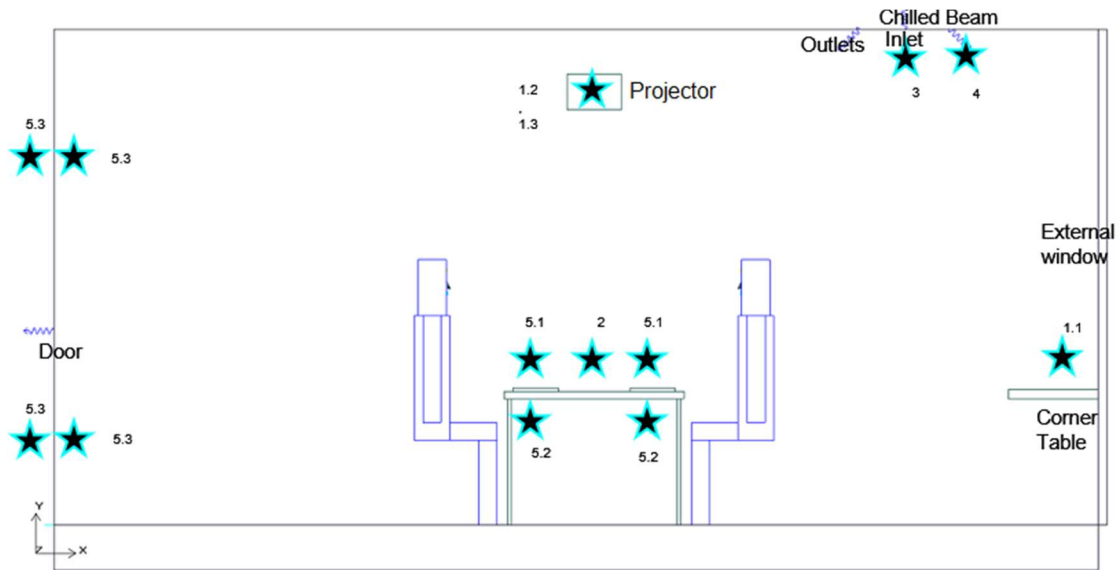 Chilled Beam
Outlets
Inlet
3
4
1.2
Projector
1.3
5.3
5.3
External
window
5.1
2
5.1
1.1
Door
5.3
5.3
Corner
Table
5.2
5.2
Y
Z
X